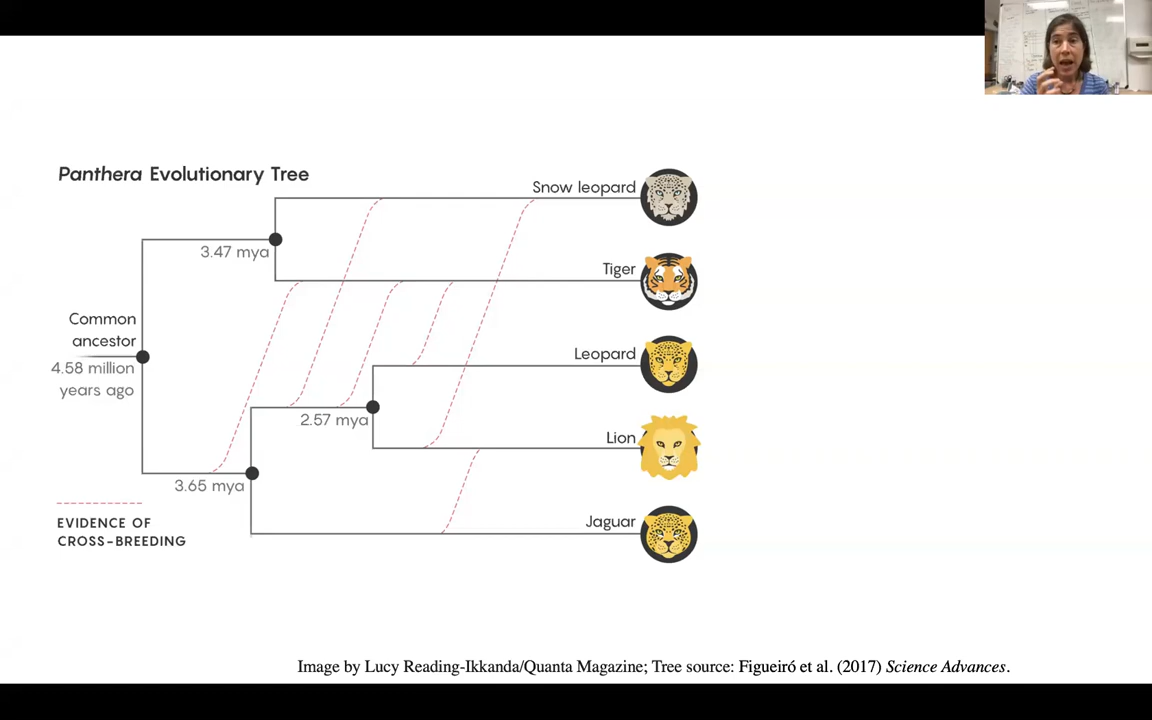 Panthera Evolutionary Tree
Snow leopard
3.47 mya
Tiger
Common
ancestor
4.58 million
years ago
Leopard
2.57 mya
Lion
3.65 mya
EVIDENCE OF
CROSS-BREEDING
Jaguar
Image by Lucy Reading-Ikkanda/Quanta Magazine; Tree source: Figueiró et al. (2017) Science Advances.